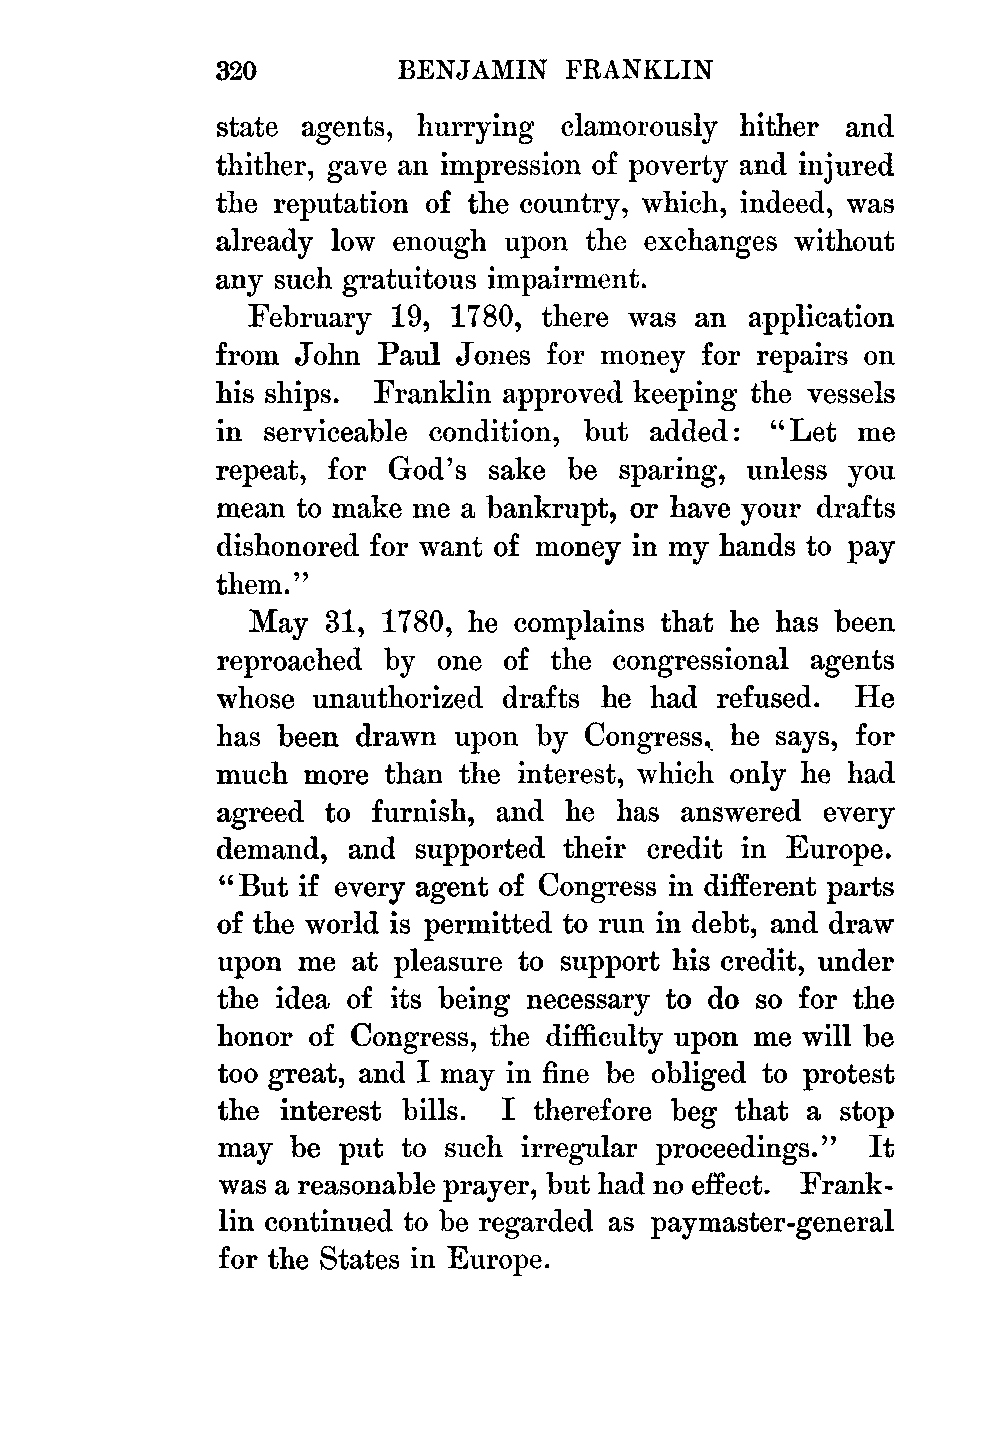 320 BENJAMIN FRANKLIN
state agents, hurrying clamorously hither and
thither, gave an impression of poverty and injured
the reputation of the country, which, indeed, was
already low enough upon the exchanges without
any such gratuitous impairment.
February 19, 1780, there was an application
from John Paul Jones for money for repairs on
his ships. Franklin approved keeping the vessels
in serviceable condition, but added: “Let me
repeat, for God’s sake be sparing, unless you
mean to make me a bankrupt, or have your drafts
dishonored for want of money in my hands to pay
them.”
May 31, 1780, he complains that he has been
reproached by one of the congressional agents
whose unauthorized drafts he had refused. He
has been drawn upon by Congress, he says, for
much more than the interest, which only he had
agreed to furnish, and he has answered every
demand, and supported their credit in Europe.
“But if every agent of Congress in different parts
of the world is permitted to run in debt, and draw
upon me at pleasure to support his credit, under
the idea of its being necessary to do so for the
honor of Congress, the difficulty upon me will be
too great, and I may in fine be obliged to protest
the interest bills. I therefore beg that a stop
may be put to such irregular proceedings.” It
was a reasonable prayer, but had no effect. Frank-
lin continued to be regarded as paymaster-general
for the States in Europe.